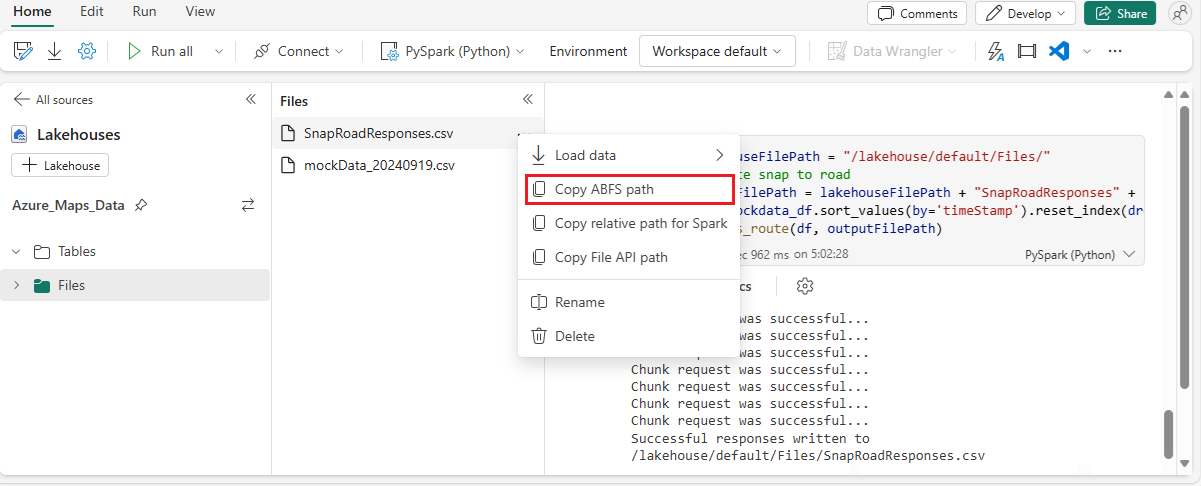 Home Edit Run View Comments Develop Share
Run all Connect PySpark (Python) Environment Workspace default Data Wrangler ...
All sources
Lakehouses
Lakehouse
Azure_Maps_Data
Tables
Files
Files
SnapRoadResponses.csv
mockData_20240919.csv
Load data
Copy ABFS path
Copy relative path for Spark
Copy File API path
Rename
Delete
useFilePath = "/lakehouse/default/Files/"
te snap to road
FilePath = lakehouseFilePath + "SnapRoadResponses" +
ockdata_df.sort_values(by='timeStamp').reset_index(dr
s_route(df, outputFilePath)
ec 962 ms on 5:02:28 PySpark (Python)
cs
was successful...
was successful...
was successful...
Chunk request was successful...
Chunk request was successful...
Chunk request was successful...
Chunk request was successful...
Successful responses written to
/lakehouse/default/Files/SnapRoadResponses.csv